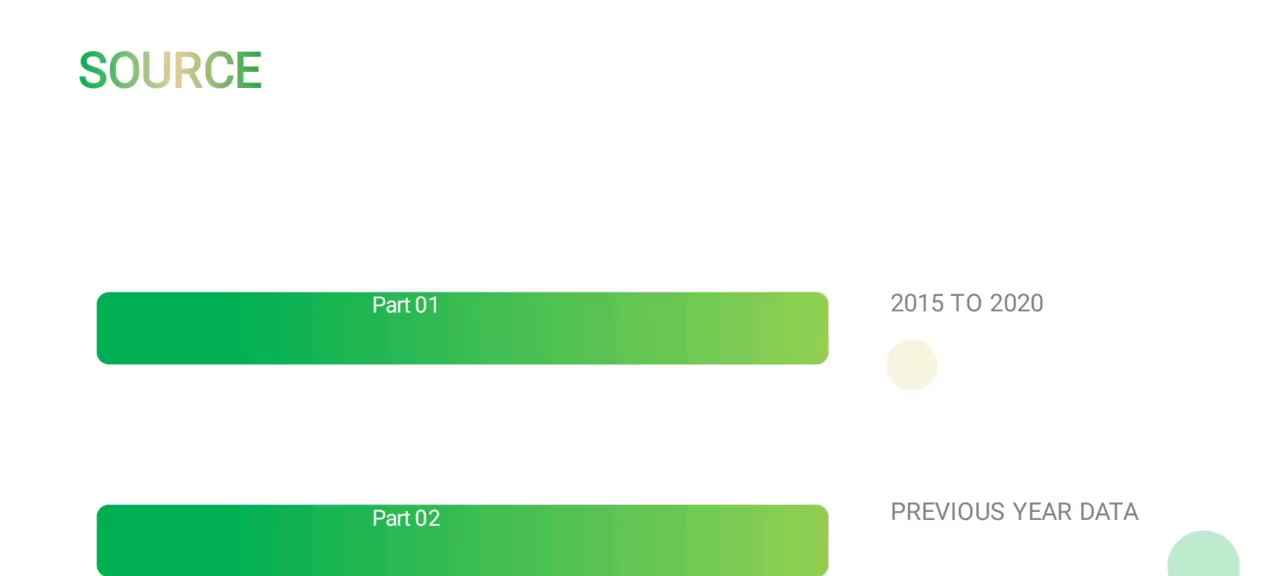 SOURCE
Part 01
2015 TO 2020
Part 02
PREVIOUS YEAR DATA